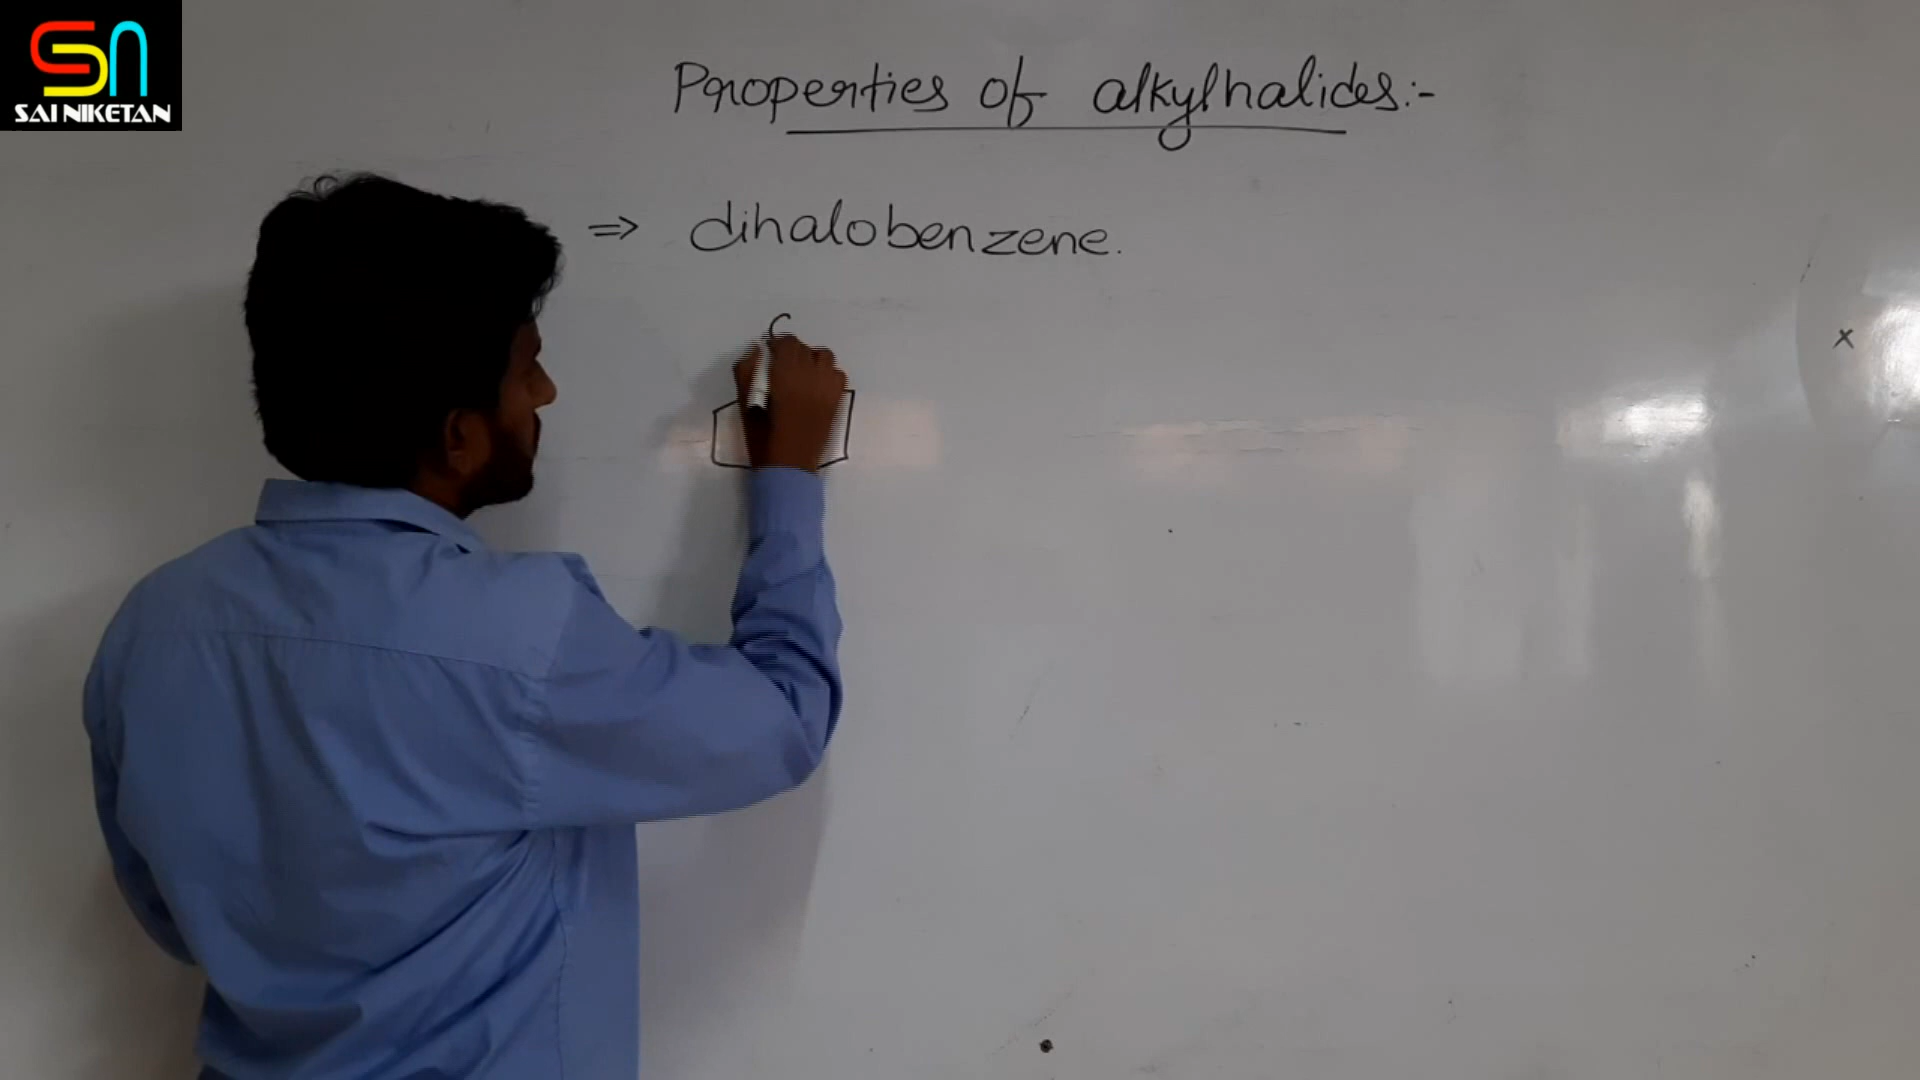 SAI NIKETAN
Properties of alkylhalides:-
⇒ dihalobenzene.
C
x